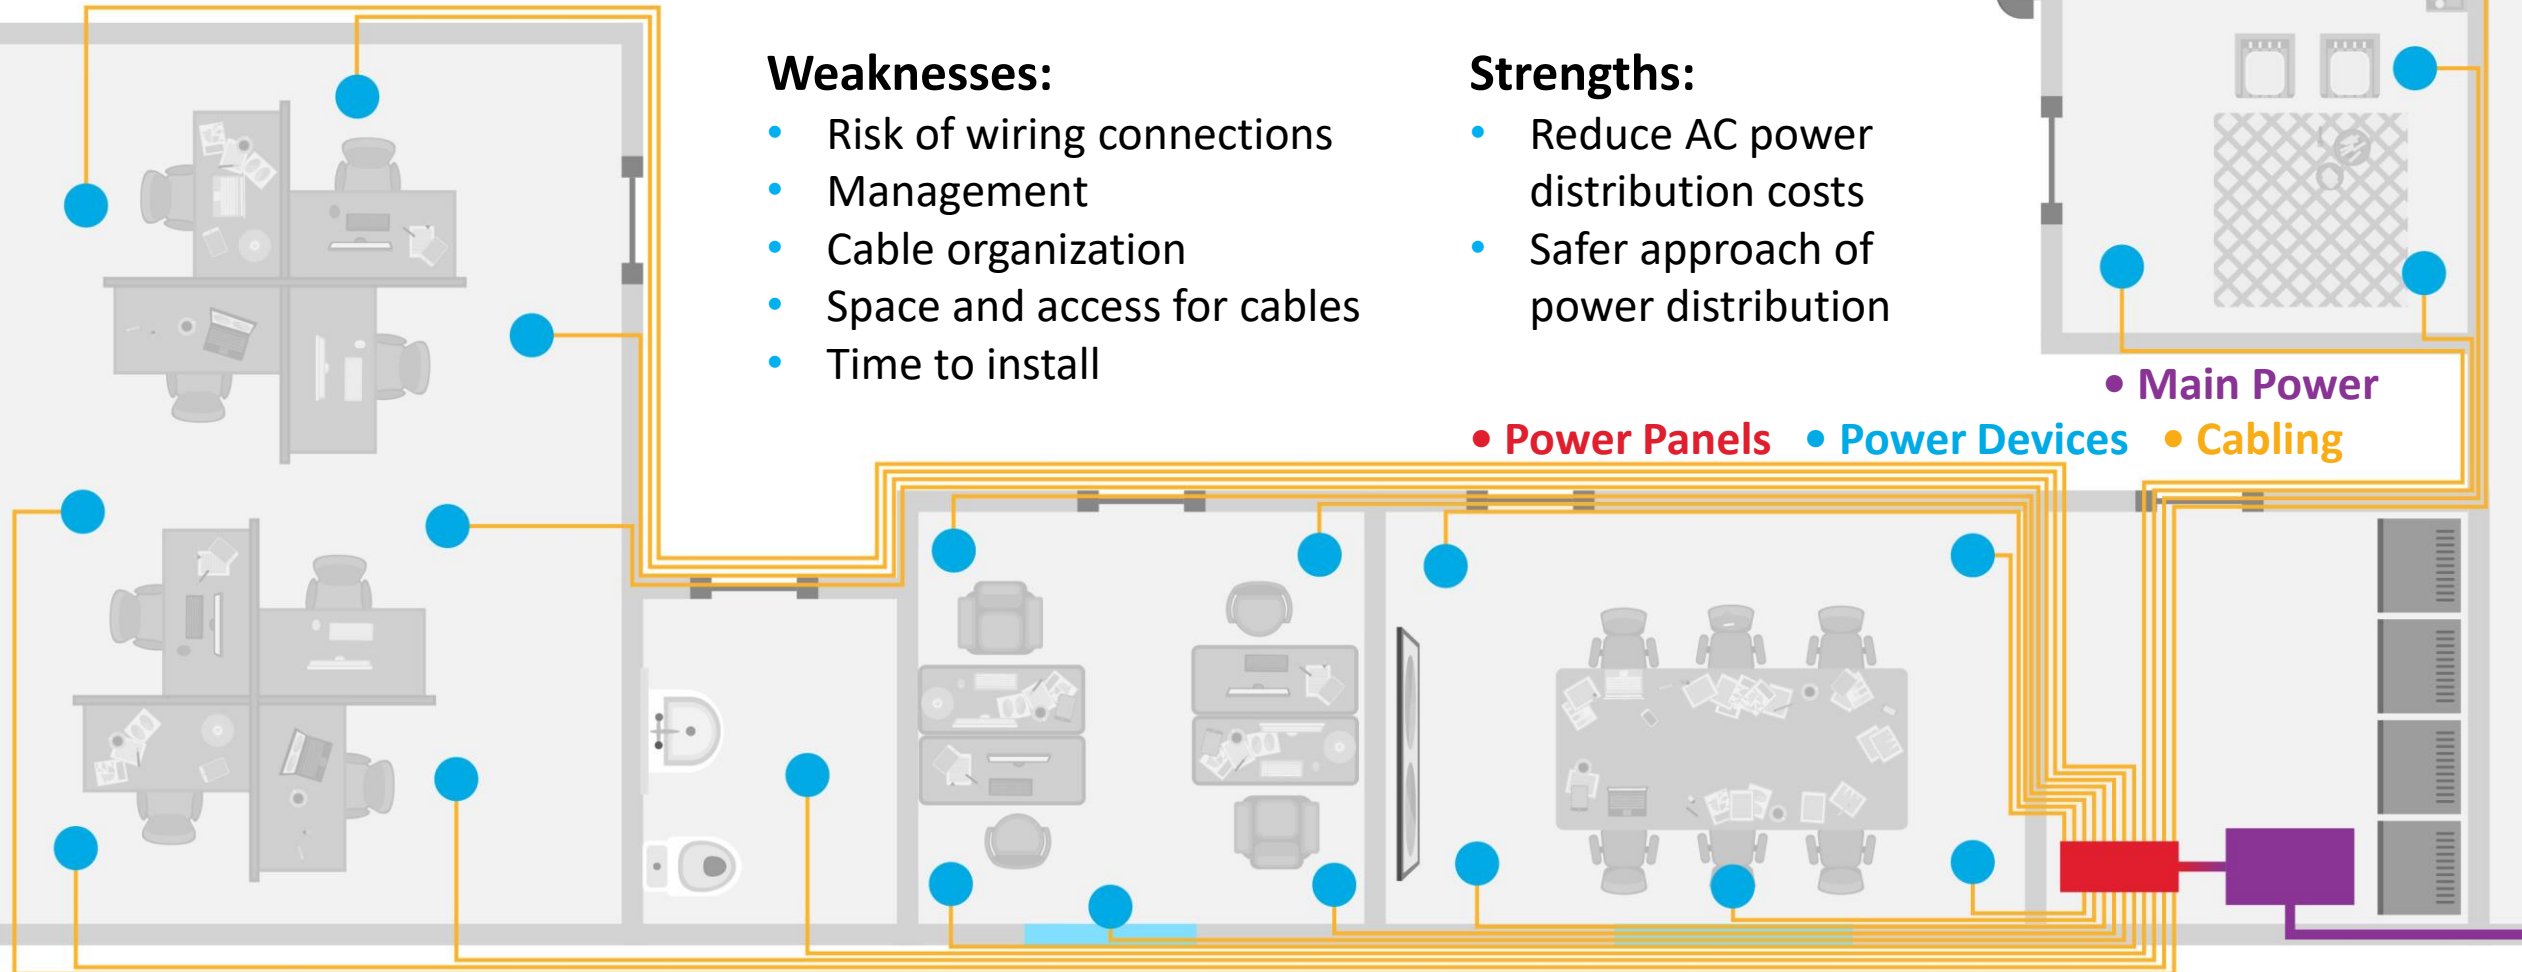 Weaknesses:
• Risk of wiring connections
• Management
• Cable organization
• Space and access for cables
• Time to install
Strengths:
• Reduce AC power
distribution costs
• Safer approach of
power distribution
• Main Power
• Power Panels • Power Devices • Cabling